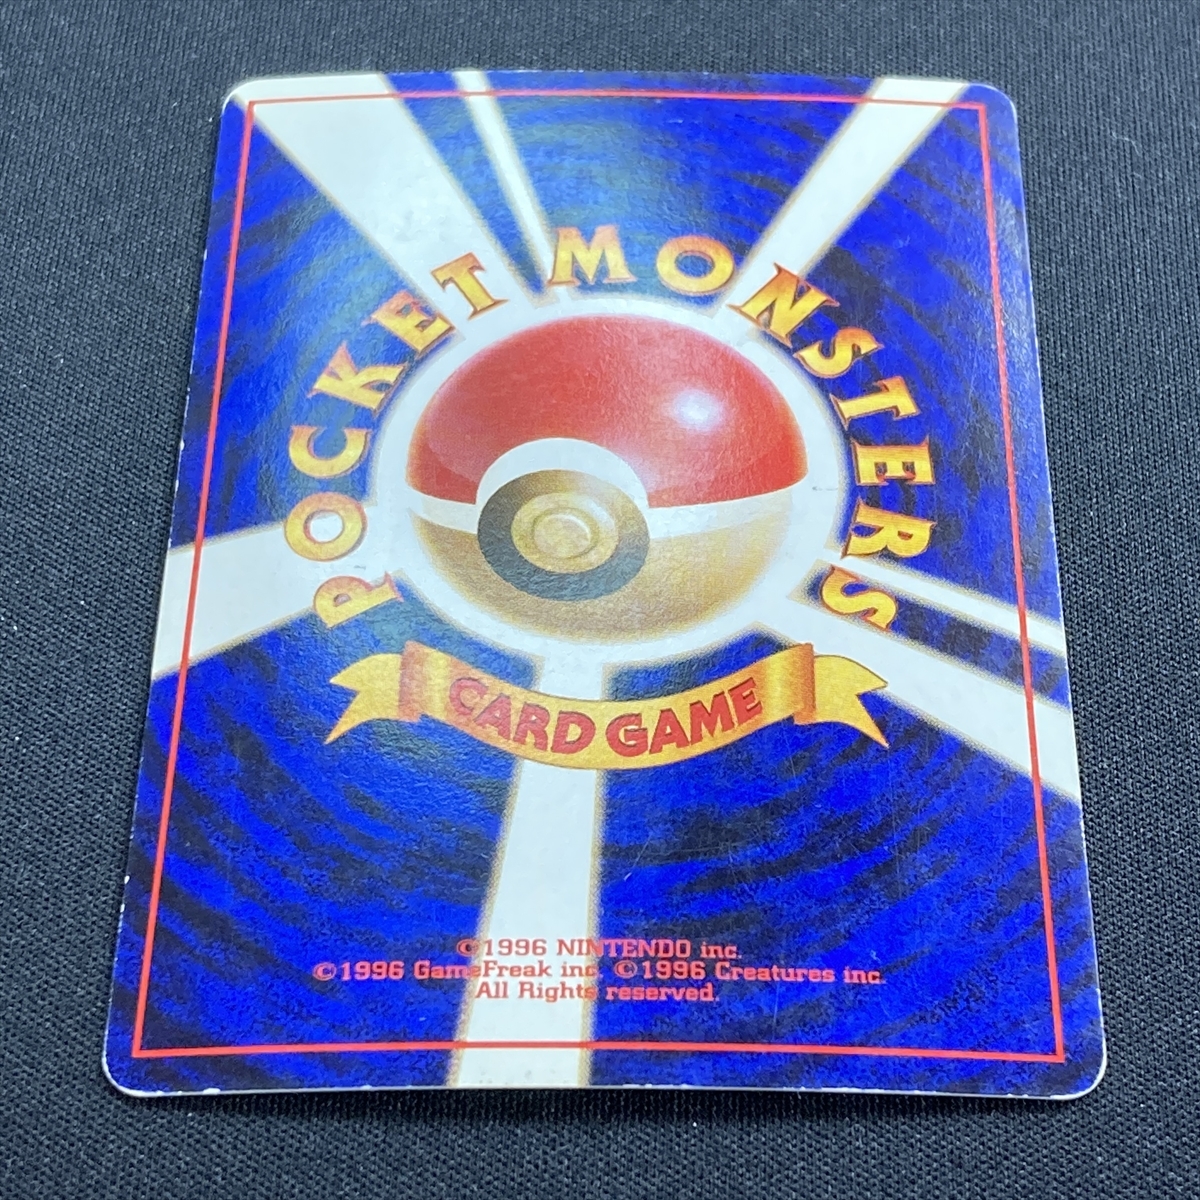 POCKET MONSTERS
CARD GAME
©1996 NINTENDO inc.
©1996 GameFreak inc. ©1996 Creatures inc.
All Rights reserved.